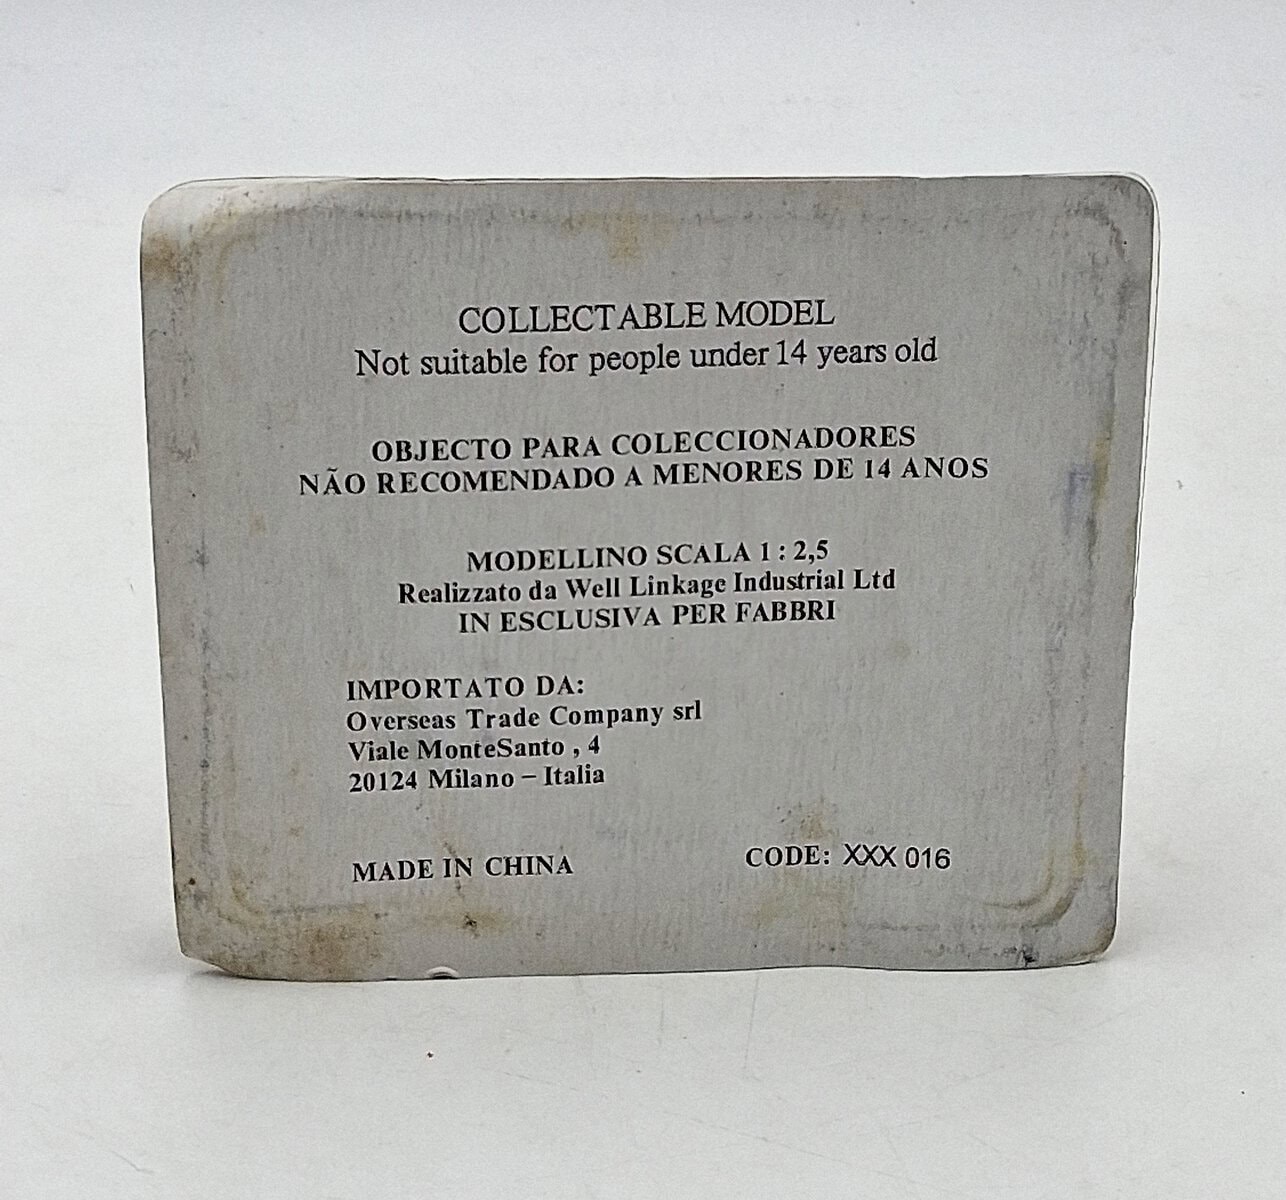 COLLECTABLE MODEL
Not suitable for people under 14 years old
OBJECTO PARA COLECCIONADORES
NÃO RECOMENDADO A MENORES DE 14 ANOS
MODELLINO SCALA 1 : 2,5
Realizzato da Well Linkage Industrial Ltd
IN ESCLUSIVA PER FABBRI
IMPORTATO DA:
Overseas Trade Company srl
Viale MonteSanto , 4
20124 Milano – Italia
MADE IN CHINA
CODE: XXX 016